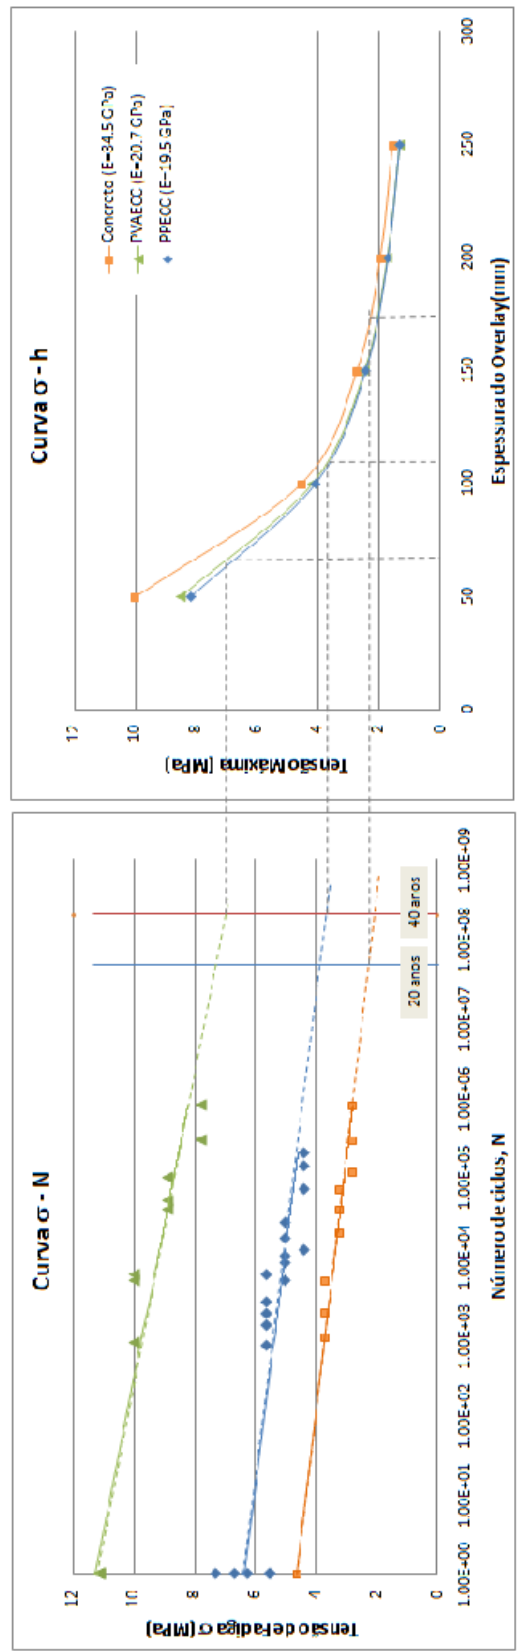 Curva σ - N
12
10
8
6
4
2
0
Tensão de Fadiga σ (MPa)
20 anos
40 anos
1.00E+00
1.00E+01
1.00E+02
1.00E+03
1.00E+04
1.00E+05
1.00E+06
1.00E+07
1.00E+08
1.00E+09
Número de ciclos, N
Curva σ - h
12
10
8
6
4
2
0
Tensão Máxima (MPa)
Concreto (E=34.5 GPa)
PVAECC (E=20.7 GPa)
PPECC (E=19.5 GPa)
0
50
100
150
200
250
300
Espessura do Overlay(mm)